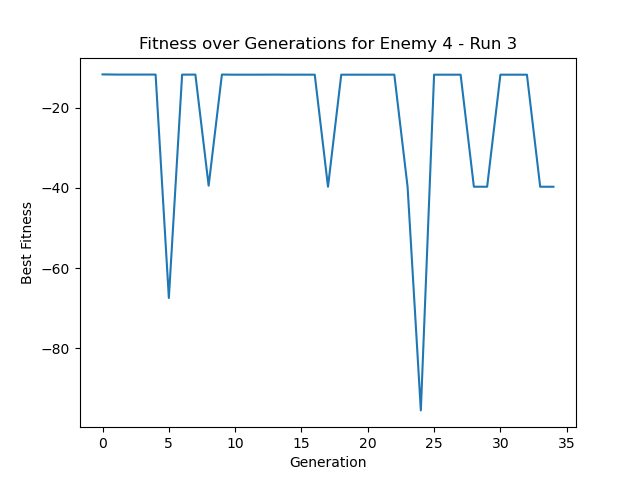 Fitness over Generations for Enemy 4 - Run 3
−20
−40
−60
−80
Best Fitness
0 5 10 15 20 25 30 35
Generation